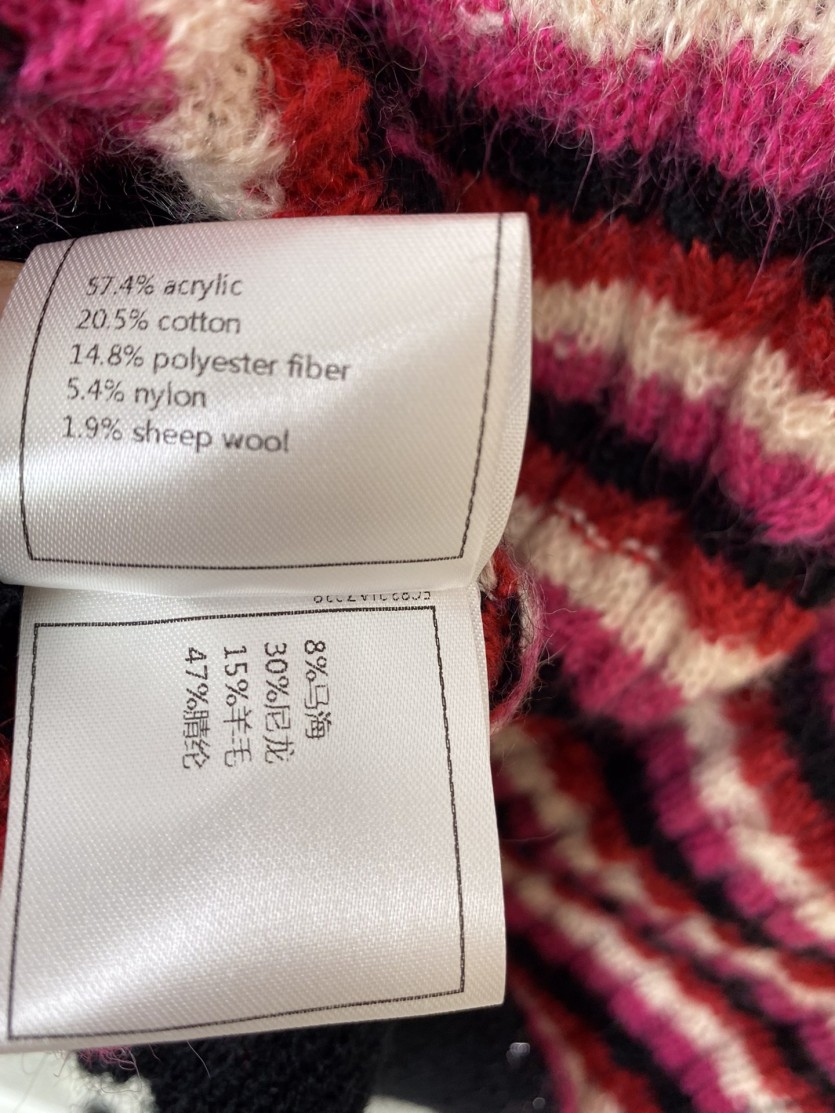 57.4% acrylic
20.5% cotton
14.8% polyester fiber
5.4% nylon
1.9% sheep wool
8%马海
30%尼龙
15%羊毛
47%腈纶